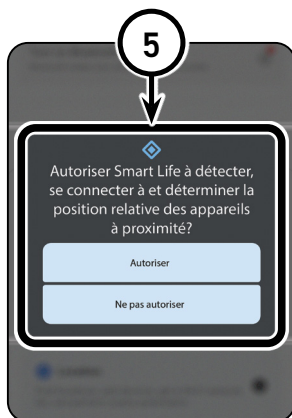 5
Autoriser Smart Life à détecter,
se connecter à et déterminer la
position relative des appareils
à proximité?
Autoriser
Ne pas autoriser